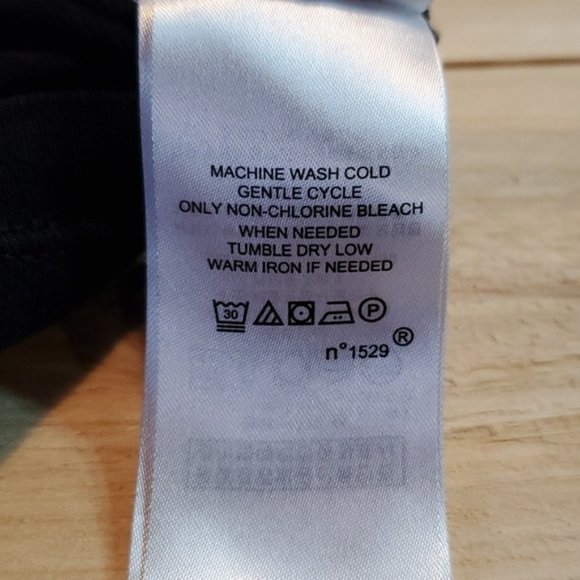 MACHINE WASH COLD
GENTLE CYCLE
ONLY NON-CHLORINE BLEACH
WHEN NEEDED
TUMBLE DRY LOW
WARM IRON IF NEEDED
30 P
n°1529 ®